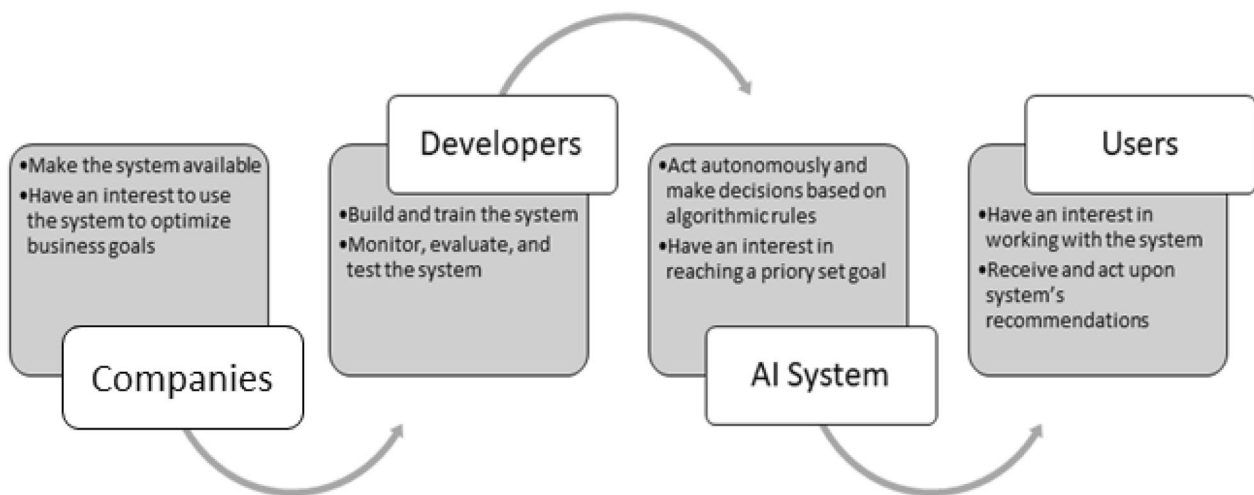 •Make the system available
•Have an interest to use
the system to optimize
business goals
Companies
Developers
•Build and train the system
•Monitor, evaluate, and
test the system
•Act autonomously and
make decisions based on
algorithmic rules
•Have an interest in
reaching a priory set goal
AI System
Users
•Have an interest in
working with the system
•Receive and act upon
system's
recommendations